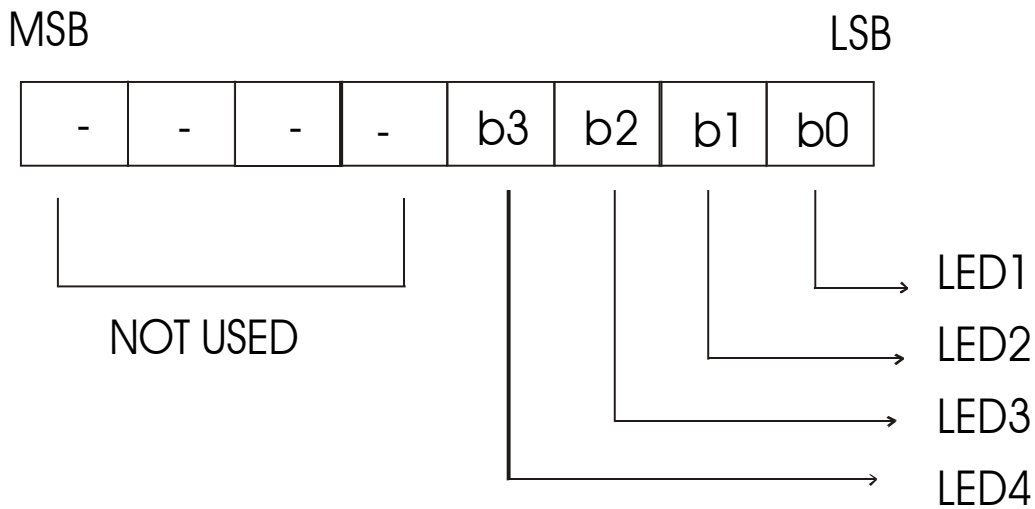 MSB LSB
- - - - b3 b2 b1 b0
LED1
NOT USED
LED2
LED3
LED4